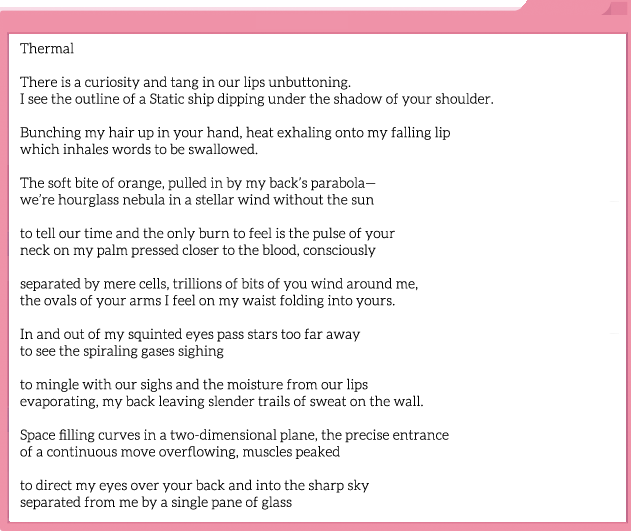 Thermal
There is a curiosity and tang in our lips unbuttoning.
I see the outline of a Static ship dipping under the shadow of your shoulder.
Bunching my hair up in your hand, heat exhaling onto my falling lip
which inhales words to be swallowed.
The soft bite of orange, pulled in by my back's parabola—
we're hourglass nebula in a stellar wind without the sun
to tell our time and the only burn to feel is the pulse of your
neck on my palm pressed closer to the blood, consciously
separated by mere cells, trillions of bits of you wind around me,
the ovals of your arms I feel on my waist folding into yours.
In and out of my squinted eyes pass stars too far away
to see the spiraling gases sighing
to mingle with our sighs and the moisture from our lips
evaporating, my back leaving slender trails of sweat on the wall.
Space filling curves in a two-dimensional plane, the precise entrance
of a continuous move overflowing, muscles peaked
to direct my eyes over your back and into the sharp sky
separated from me by a single pane of glass